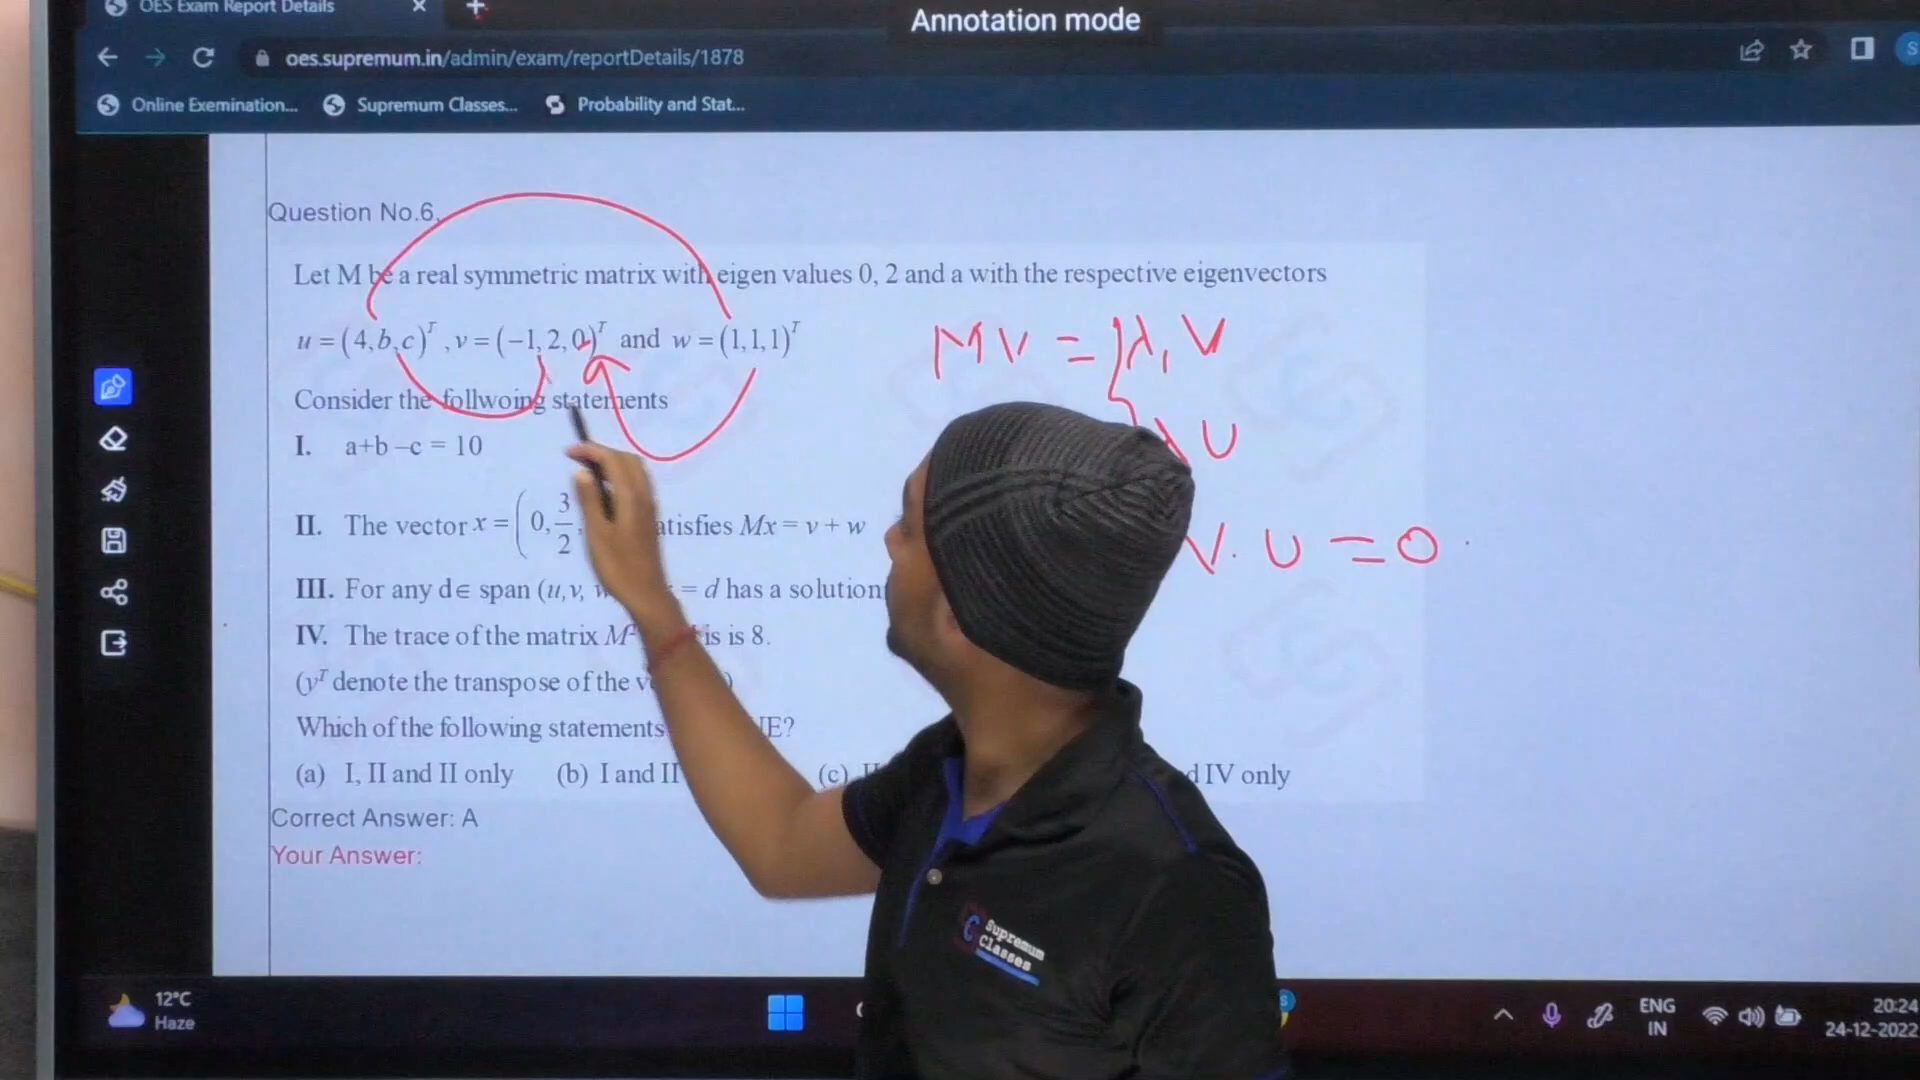 Annotation mode
OES Exam Report Details
oes.supremum.in/admin/exam/reportDetails/1878
Online Exemination... Supremum Classes... Probability and Stat...
Question No.6.
Let M be a real symmetric matrix with eigen values 0, 2 and a with the respective eigenvectors
u = (4,b,c)^T, v = (−1,2,0)^T and w = (1,1,1)^T
MV = λ, V
Consider the follwoing statements
U
I. a+b –c = 10
II. The vector x = (0, 3/2, atisfies Mx = v + w
V. U = 0
III. For any d∈ span (u,v, = d has a solution
IV. The trace of the matrix M² is is 8.
(y^T denote the transpose of the
Which of the following statements
(a) I, II and II only (b) I and II (c) IV only
Correct Answer: A
Your Answer:
Supremum
Classes
12°C
Haze
ENG
IN
20:24
24-12-2022